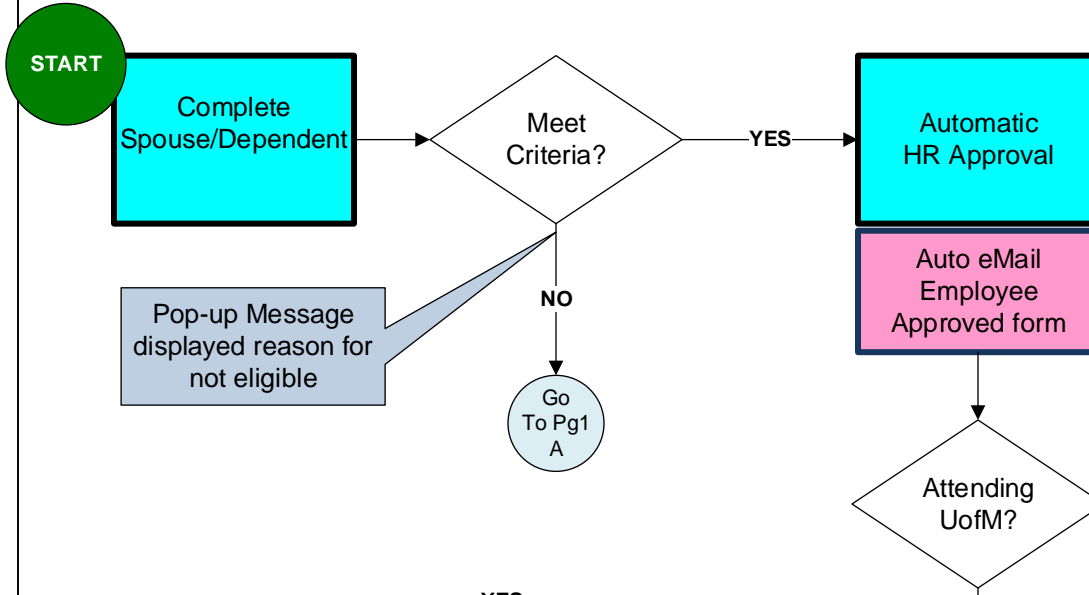 START
Complete
Spouse/Dependent
Meet
Criteria?
YES
Automatic
HR Approval
Auto eMail
Employee
Approved form
NO
Pop-up Message
displayed reason for
not eligible
Go
To Pg1
A
Attending
UofM?
YES